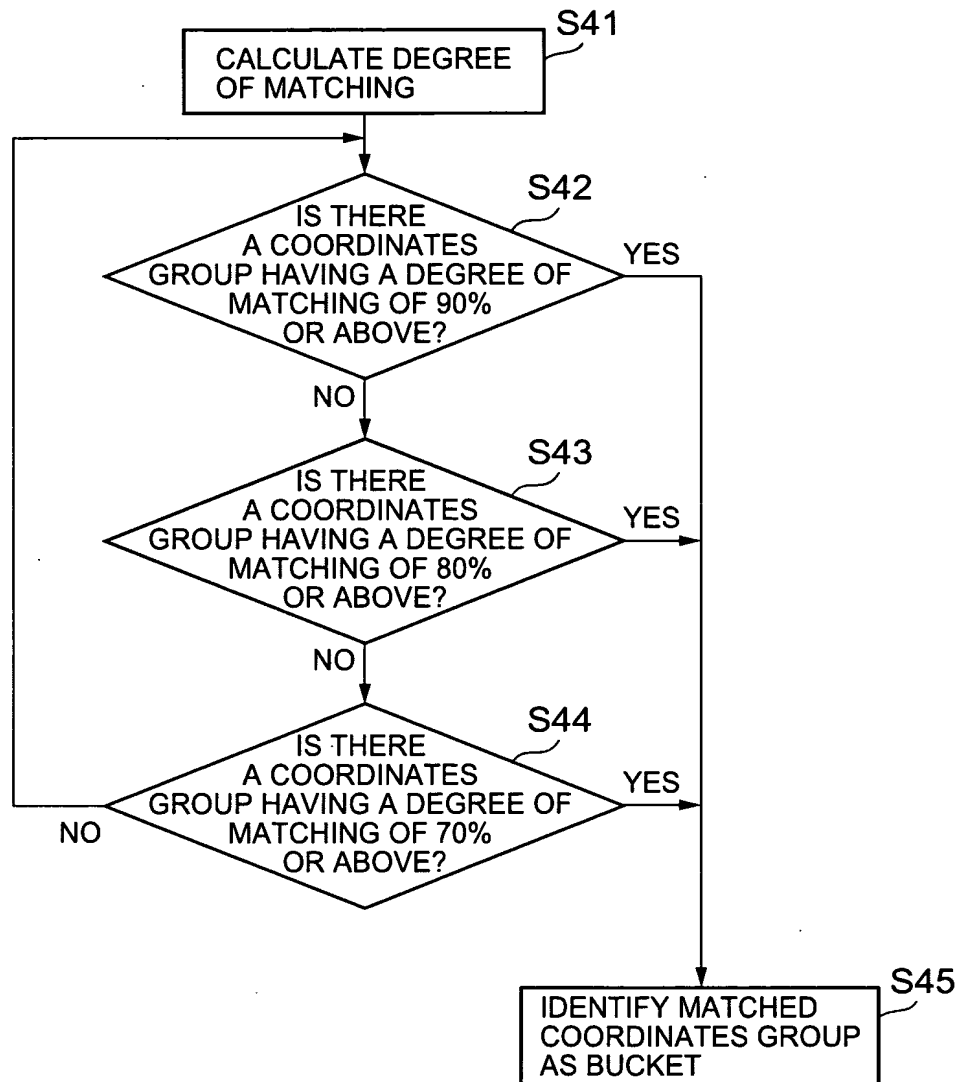 S41
CALCULATE DEGREE
OF MATCHING
S42
IS THERE
A COORDINATES
GROUP HAVING A DEGREE OF
MATCHING OF 90%
OR ABOVE?
YES
NO
S43
IS THERE
A COORDINATES
GROUP HAVING A DEGREE OF
MATCHING OF 80%
OR ABOVE?
YES
NO
S44
IS THERE
A COORDINATES
GROUP HAVING A DEGREE OF
MATCHING OF 70%
OR ABOVE?
YES
NO
S45
IDENTIFY MATCHED
COORDINATES GROUP
AS BUCKET